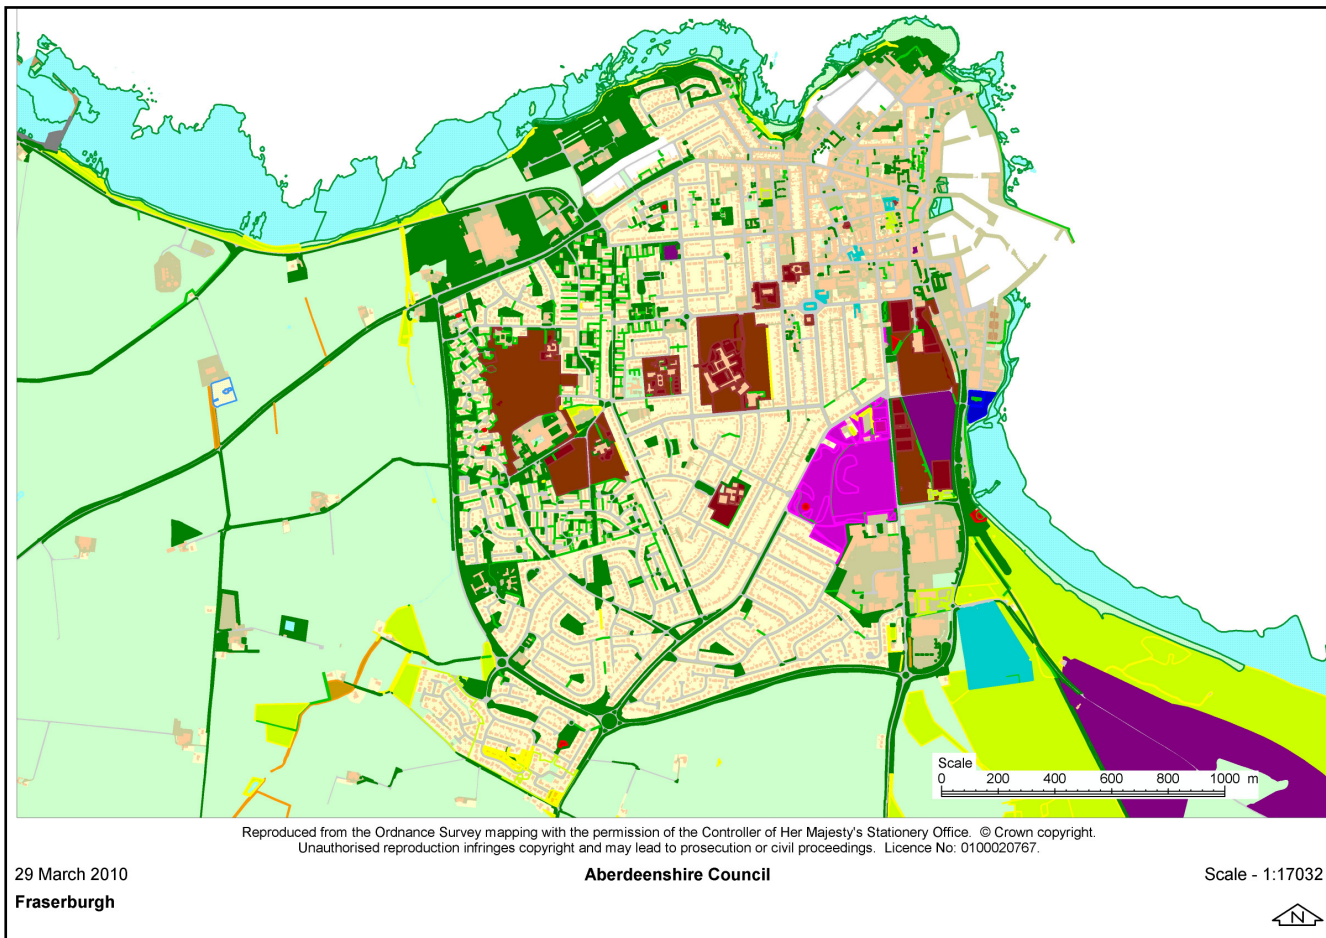 Scale
0 200 400 600 800 1000 m
Reproduced from the Ordnance Survey mapping with the permission of the Controller of Her Majesty's Stationery Office. © Crown copyright.
Unauthorised reproduction infringes copyright and may lead to prosecution or civil proceedings. Licence No: 0100020767.
29 March 2010 Aberdeenshire Council Scale - 1:17032
Fraserburgh
N